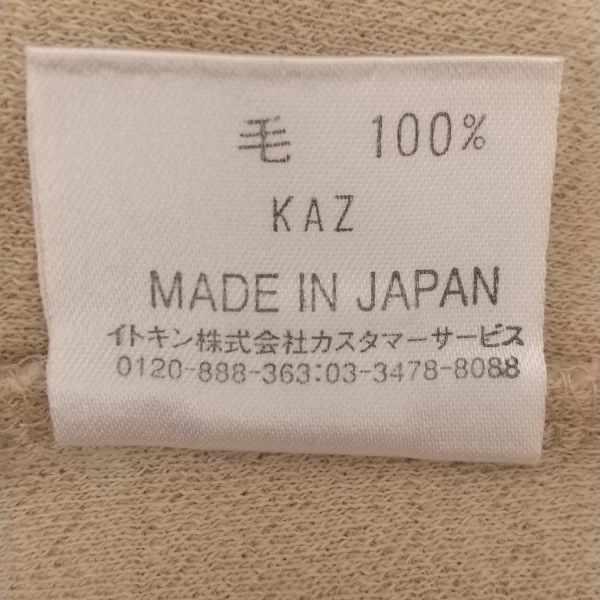 毛 100%
KAZ
MADE IN JAPAN
イトキン株式会社カスタマーサービス
0120-888-363:03-3478-8088